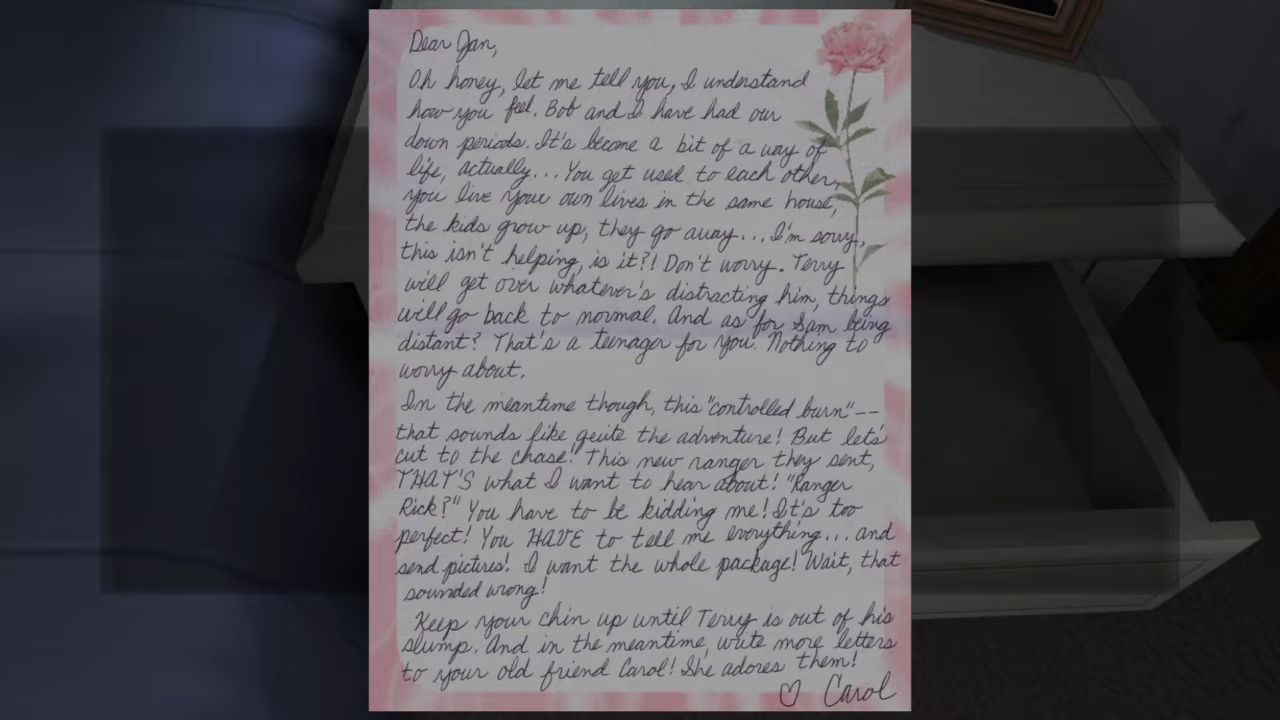 Dear Jan,
Oh honey, let me tell you, I understand
how you feel. Bob and I have had our
down periods. It's become a bit of a way of
life, actually... You get used to each other,
you live your own lives in the same house,
the kids grow up, they go away... I'm sorry,
this isn't helping, is it?! Don't worry. Terry
will get over whatever's distracting him, things
will go back to normal. And as for Sam being
distant? That's a teenager for you. Nothing to
worry about.
In the meantime though, this "controlled burn"--
that sounds like quite the adventure! But let's
cut to the chase! This new ranger they sent,
THAT'S what I want to hear about! "Ranger
Rick?" You have to be kidding me! It's too
perfect! You HAVE to tell me everything... and
send pictures! I want the whole package! Wait, that
sounded wrong!
Keep your chin up until Terry is out of his
slump. And in the meantime, write more letters
to your old friend Carol! She adores them!
♡ Carol